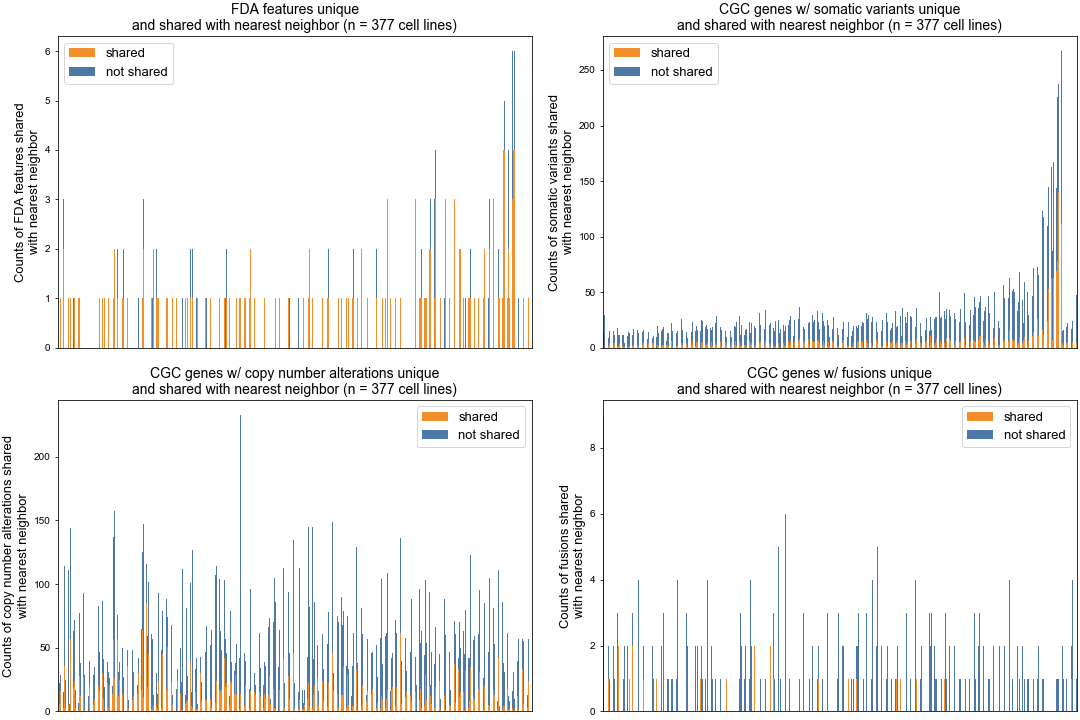 FDA features unique
and shared with nearest neighbor (n = 377 cell lines)
shared
not shared
Counts of FDA features shared
with nearest neighbor
6
5
4
3
2
1
0
CGC genes w/ somatic variants unique
and shared with nearest neighbor (n = 377 cell lines)
shared
not shared
Counts of somatic variants shared
with nearest neighbor
250
200
150
100
50
0
CGC genes w/ copy number alterations unique
and shared with nearest neighbor (n = 377 cell lines)
shared
not shared
Counts of copy number alterations shared
with nearest neighbor
200
150
100
50
0
CGC genes w/ fusions unique
and shared with nearest neighbor (n = 377 cell lines)
shared
not shared
Counts of fusions shared
with nearest neighbor
8
6
4
2
0